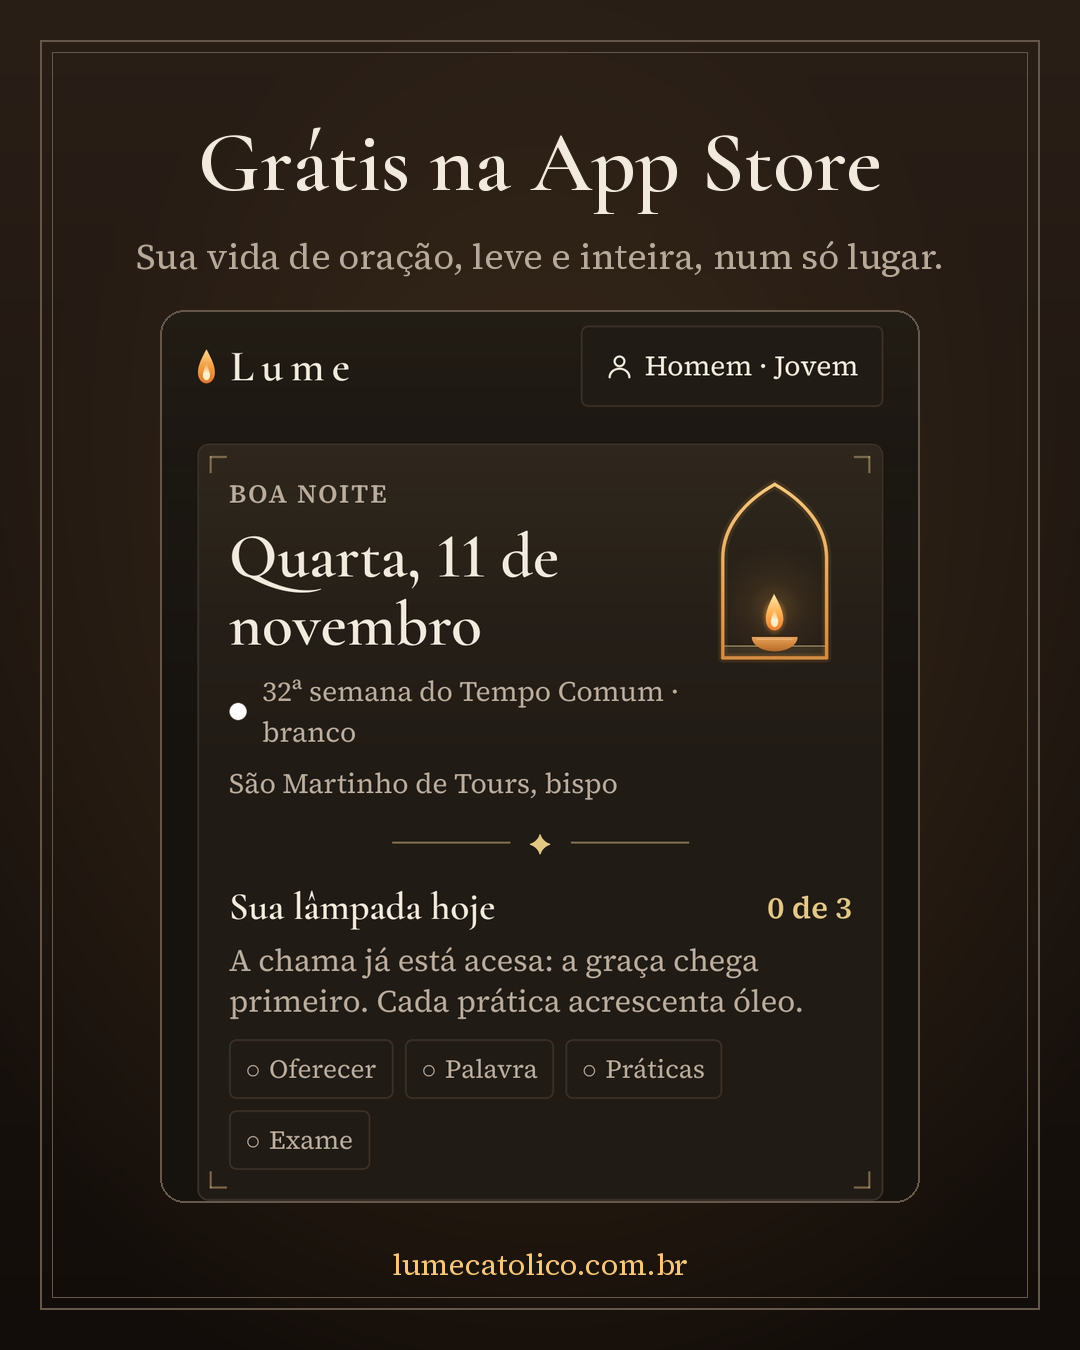 Grátis na App Store
Sua vida de oração, leve e inteira, num só lugar.
Lume
Homem · Jovem
BOA NOITE
Quarta, 11 de
novembro
32ª semana do Tempo Comum ·
branco
São Martinho de Tours, bispo
Sua lâmpada hoje
0 de 3
A chama já está acesa: a graça chega
primeiro. Cada prática acrescenta óleo.
Oferecer
Palavra
Práticas
Exame
lumecatolico.com.br